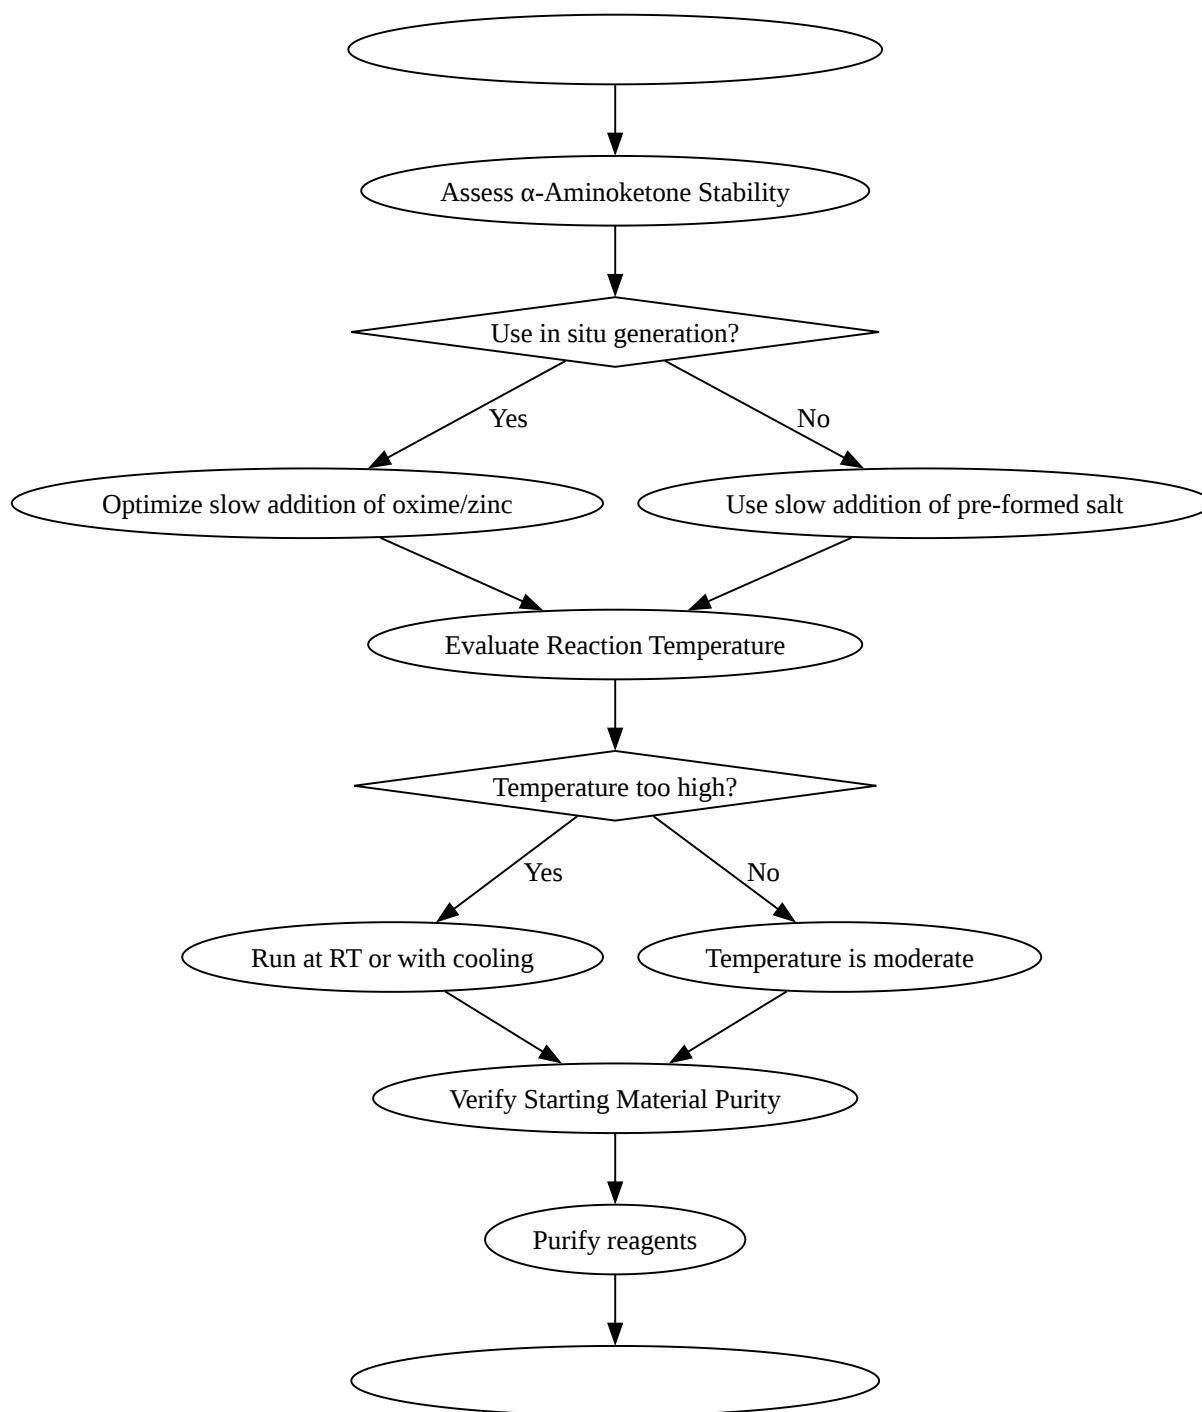 Assess α-Aminoketone Stability
Use in situ generation?
Yes
No
Optimize slow addition of oxime/zinc
Use slow addition of pre-formed salt
Evaluate Reaction Temperature
Temperature too high?
Yes
No
Run at RT or with cooling
Temperature is moderate
Verify Starting Material Purity
Purify reagents